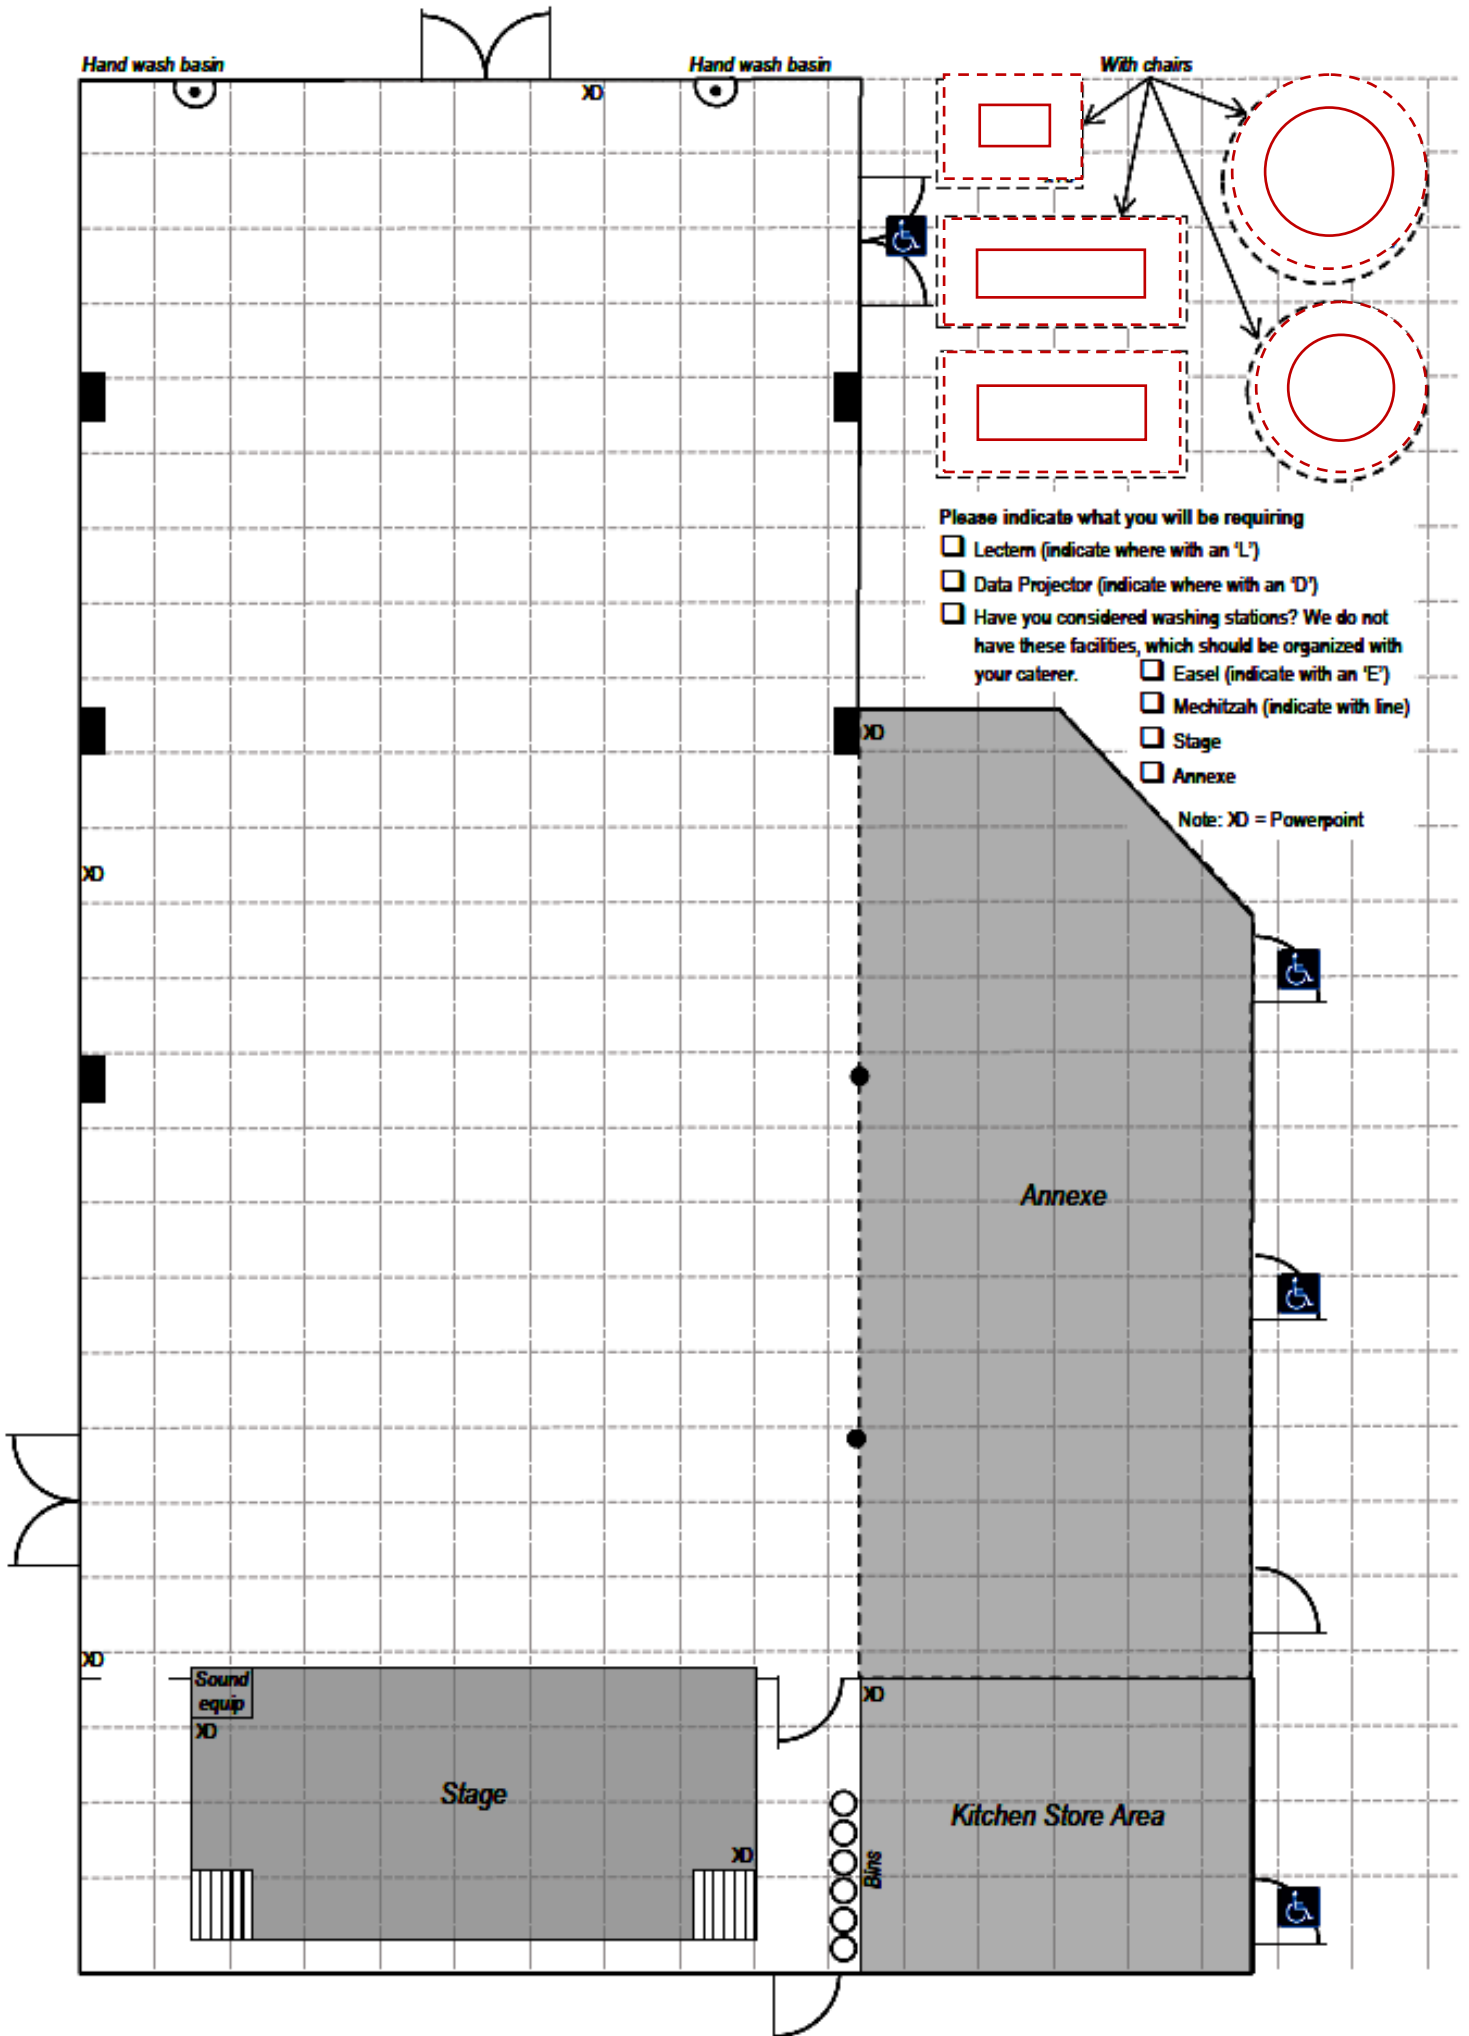 Hand wash basin
Hand wash basin
With chairs
XD
Please indicate what you will be requiring
Lectern (indicate where with an 'L')
Data Projector (indicate where with an 'D')
Have you considered washing stations? We do not
have these facilities, which should be organized with
your caterer.
Easel (indicate with an 'E')
Mechitzah (indicate with line)
Stage
Annexe
Note: XD = Powerpoint
XD
XD
Annexe
XD
Sound
equip
XD
XD
Stage
Kitchen Store Area
XD
Bins